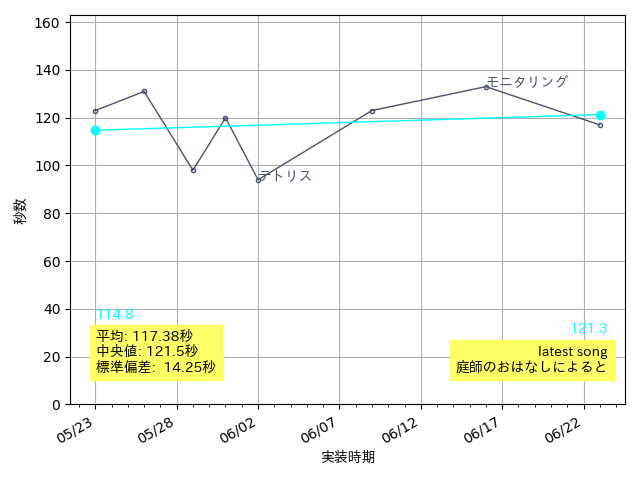 160
140
120
100
80
60
40
20
0
秒数
モニタリング
テトリス
114.8
平均: 117.38秒
中央値: 121.5秒
標準偏差: 14.25秒
121.3
latest song
庭師のおはなしによると
05/23
05/28
06/02
06/07
06/12
06/17
06/22
実装時期